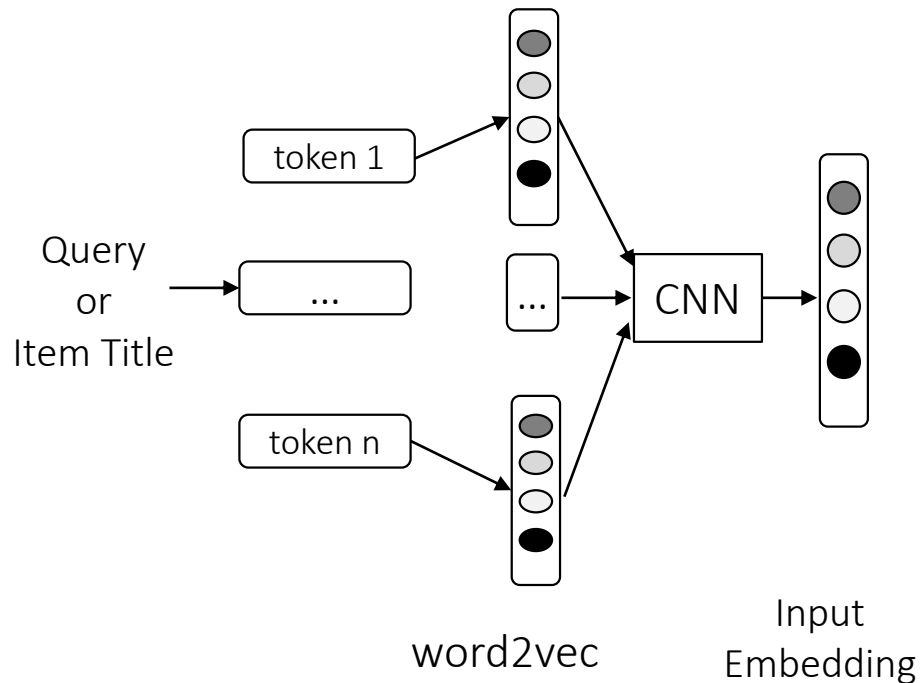 token 1
Query
or
Item Title
...
...
CNN
token n
word2vec
Input
Embedding